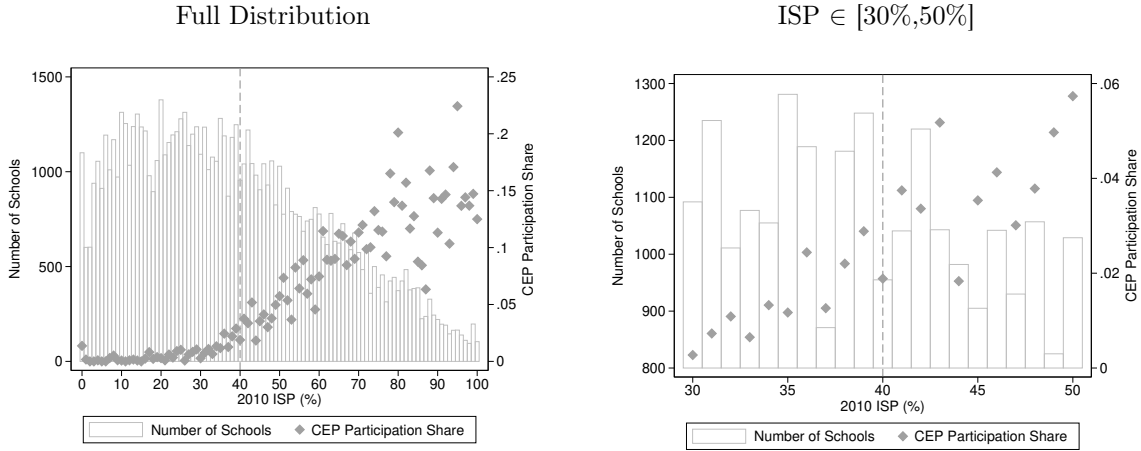 Full Distribution
1500
1000
500
0
Number of Schools
.25
.2
.15
.1
.05
0
CEP Participation Share
0 10 20 30 40 50 60 70 80 90 100
2010 ISP (%)
Number of Schools CEP Participation Share
ISP ∈ [30%,50%]
1300
1200
1100
1000
900
800
Number of Schools
.06
.04
.02
0
CEP Participation Share
30 35 40 45 50
2010 ISP (%)
Number of Schools CEP Participation Share